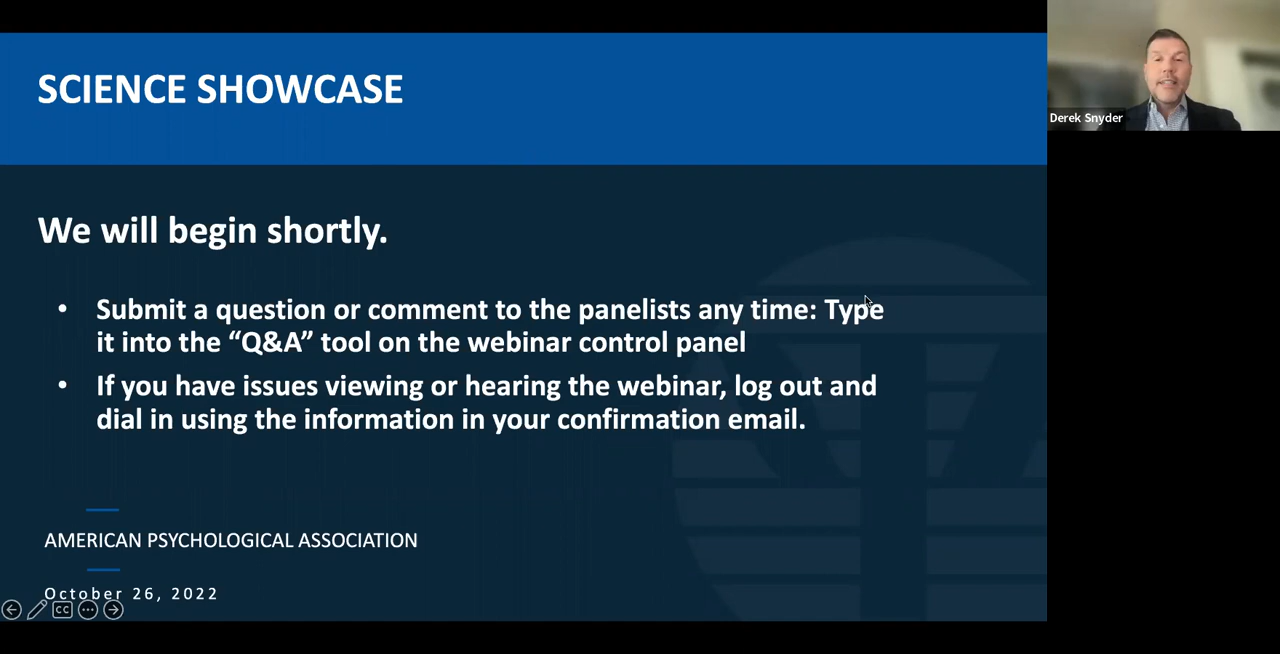 SCIENCE SHOWCASE
Derek Snyder
We will begin shortly.
• Submit a question or comment to the panelists any time: Type
it into the “Q&A” tool on the webinar control panel
• If you have issues viewing or hearing the webinar, log out and
dial in using the information in your confirmation email.
AMERICAN PSYCHOLOGICAL ASSOCIATION
October 26, 2022
CC